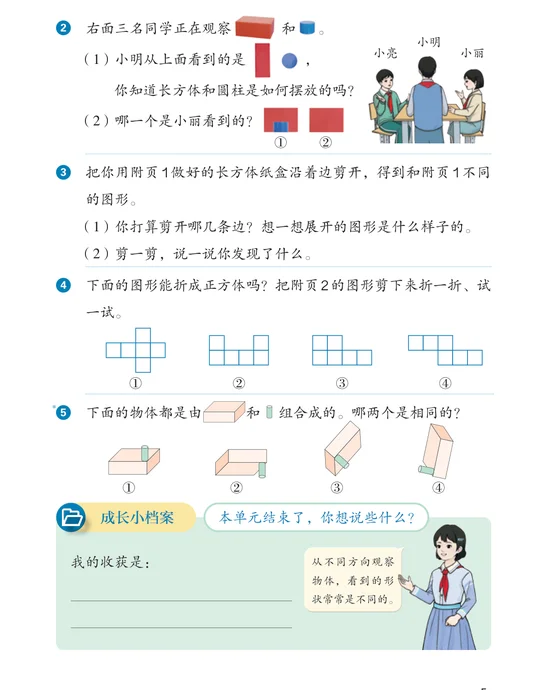 2 右面三名同学正在观察 和 。
小亮 小明 小丽
（1）小明从上面看到的是 ，
你知道长方体和圆柱是如何摆放的吗？
（2）哪一个是小丽看到的？
① ②
3 把你用附页1做好的长方体纸盒沿着边剪开，得到和附页1不同
的图形。
（1）你打算剪开哪几条边？想一想展开的图形是什么样子的。
（2）剪一剪，说一说你发现了什么。
4 下面的图形能折成正方体吗？把附页2的图形剪下来折一折、试
一试。
① ② ③ ④
*5 下面的物体都是由 和 组合成的。哪两个是相同的？
① ② ③ ④
成长小档案 本单元结束了，你想说些什么？
我的收获是：
从不同方向观察
物体，看到的形
状常常是不同的。